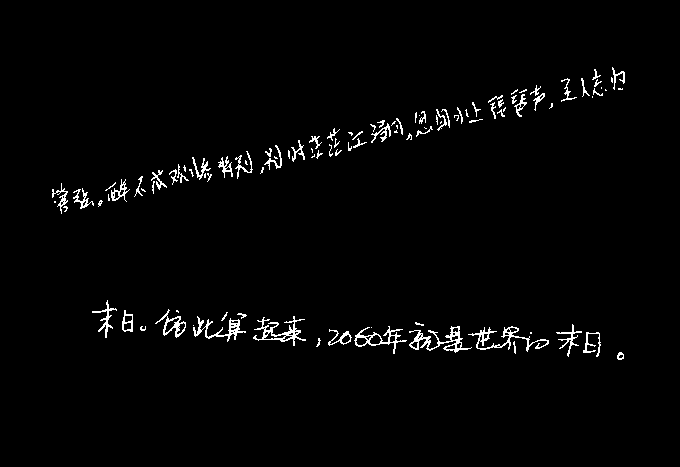 管弦。醉不成欢惨将别,别时茫茫江浸月,忽闻水上琵琶声,主人忘归
末日。信此算起来,2060年就是世界的末日。